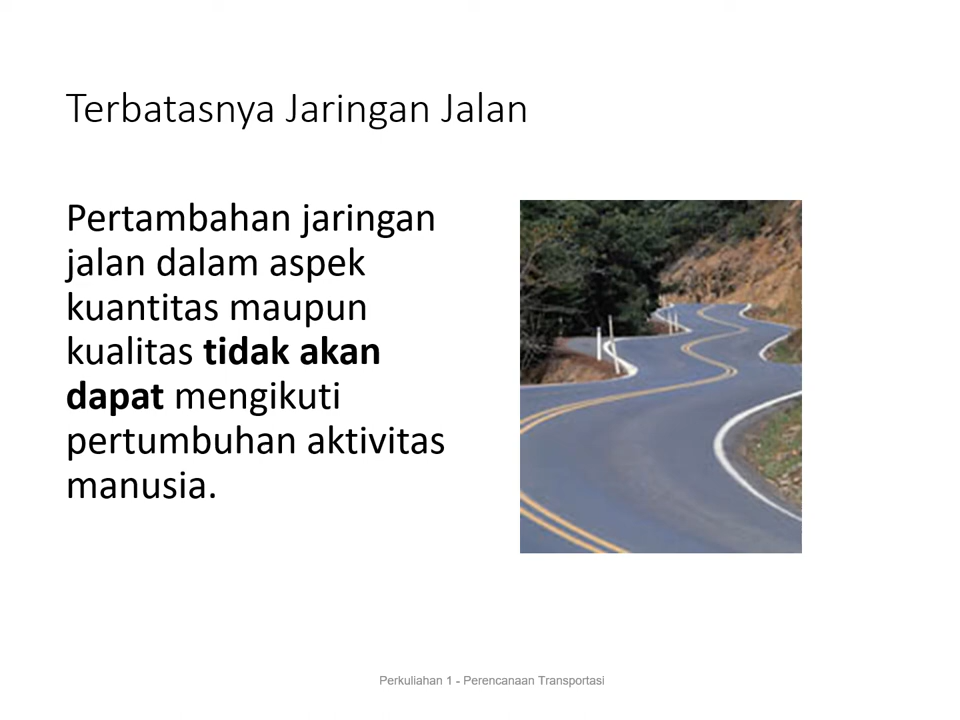 Terbatasnya Jaringan Jalan
Pertambahan jaringan
jalan dalam aspek
kuantitas maupun
kualitas tidak akan
dapat mengikuti
pertumbuhan aktivitas
manusia.
Perkuliahan 1 - Perencanaan Transportasi